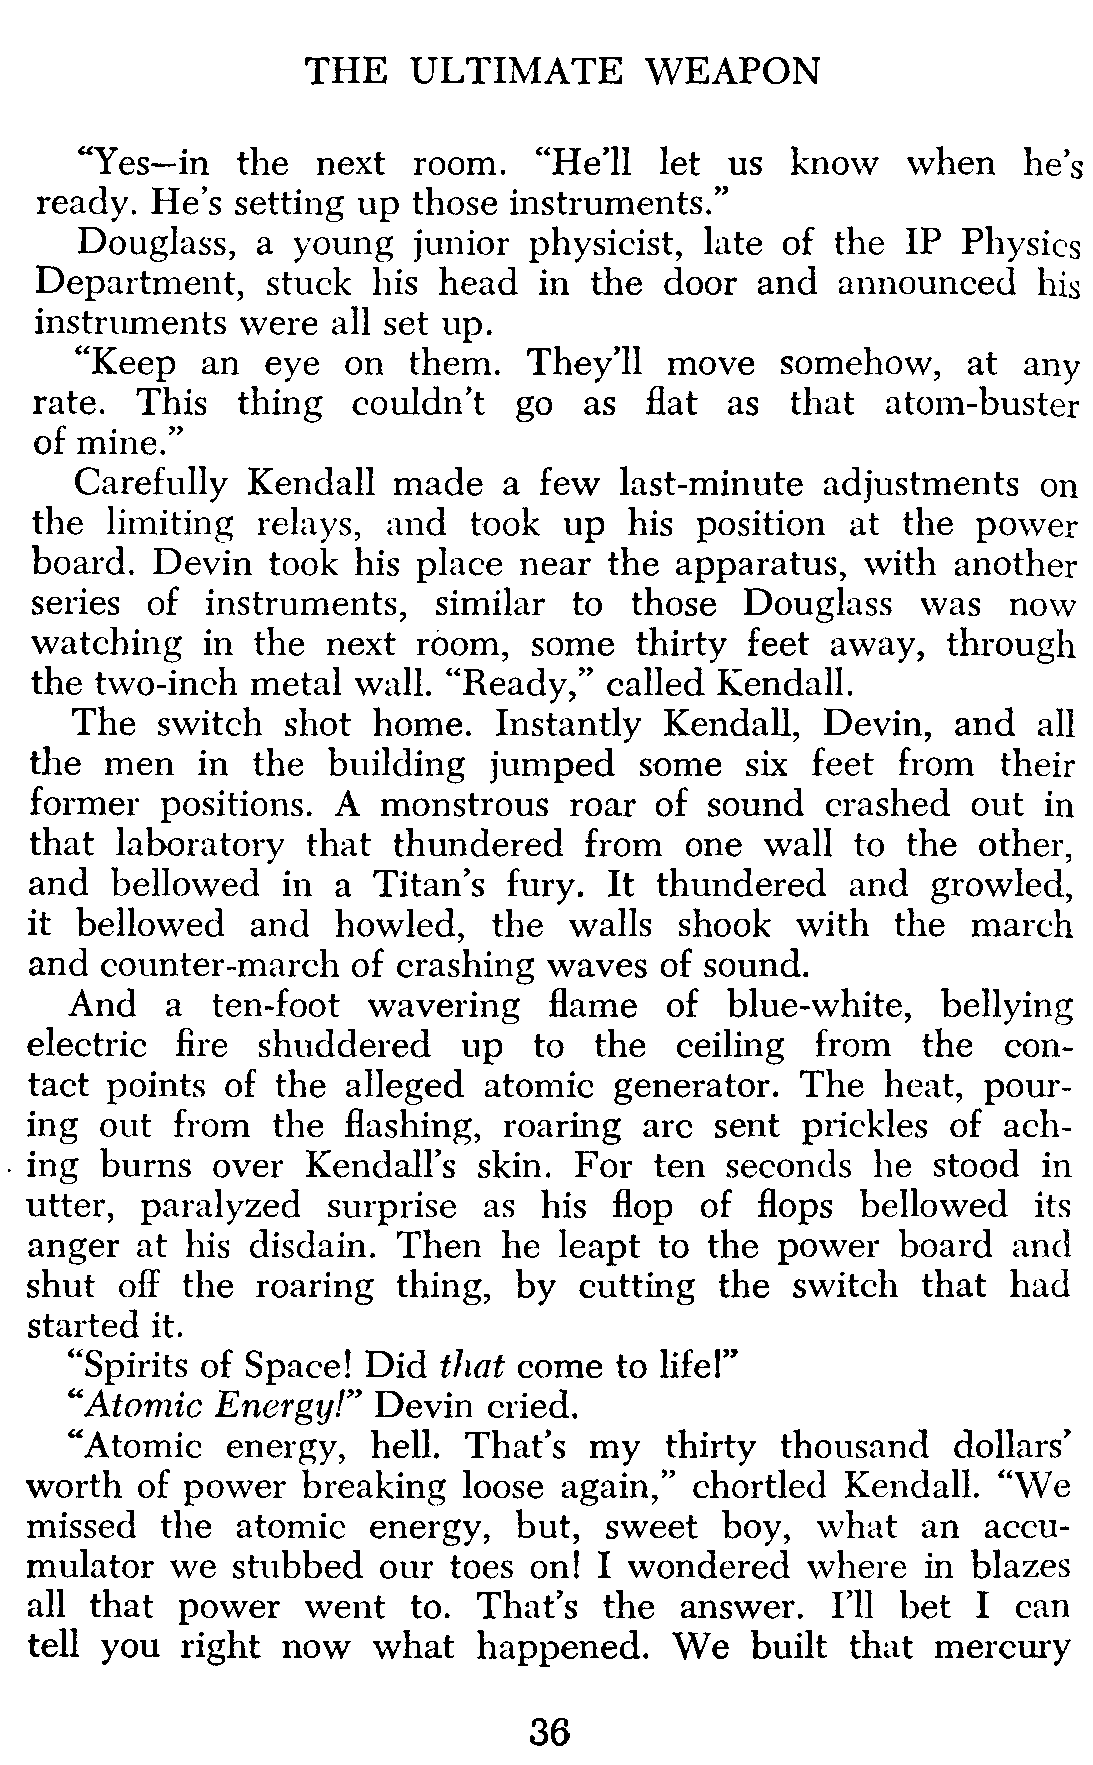 THE ULTIMATE WEAPON
“Yes—in the next room. “He’ll let us know when he’s
ready. He’s setting up those instruments.”
Douglass, a young junior physicist, late of the IP Physics
Department, stuck his head in the door and announced his
instruments were all set up.
“Keep an eye on them. They’ll move somehow, at any
rate. This thing couldn’t go as flat as that atom-buster
of mine.”
Carefully Kendall made a few last-minute adjustments on
the limiting relays, and took up his position at the power
board. Devin took his place near the apparatus, with another
series of instruments, similar to those Douglass was now
watching in the next room, some thirty feet away, through
the two-inch metal wall. “Ready,” called Kendall.
The switch shot home. Instantly Kendall, Devin, and all
the men in the building jumped some six feet from their
former positions. A monstrous roar of sound crashed out in
that laboratory that thundered from one wall to the other,
and bellowed in a Titan’s fury. It thundered and growled,
it bellowed and howled, the walls shook with the march
and counter-march of crashing waves of sound.
And a ten-foot wavering flame of blue-white, bellying
electric fire shuddered up to the ceiling from the con-
tact points of the alleged atomic generator. The heat, pour-
ing out from the flashing, roaring arc sent prickles of ach-
ing burns over Kendall’s skin. For ten seconds he stood in
utter, paralyzed surprise as his flop of flops bellowed its
anger at his disdain. Then he leapt to the power board and
shut off the roaring thing, by cutting the switch that had
started it.
“Spirits of Space! Did that come to life!”
“Atomic Energy!” Devin cried.
“Atomic energy, hell. That’s my thirty thousand dollars’
worth of power breaking loose again,” chortled Kendall. “We
missed the atomic energy, but, sweet boy, what an accu-
mulator we stubbed our toes on! I wondered where in blazes
all that power went to. That’s the answer. I’ll bet I can
tell you right now what happened. We built that mercury
36